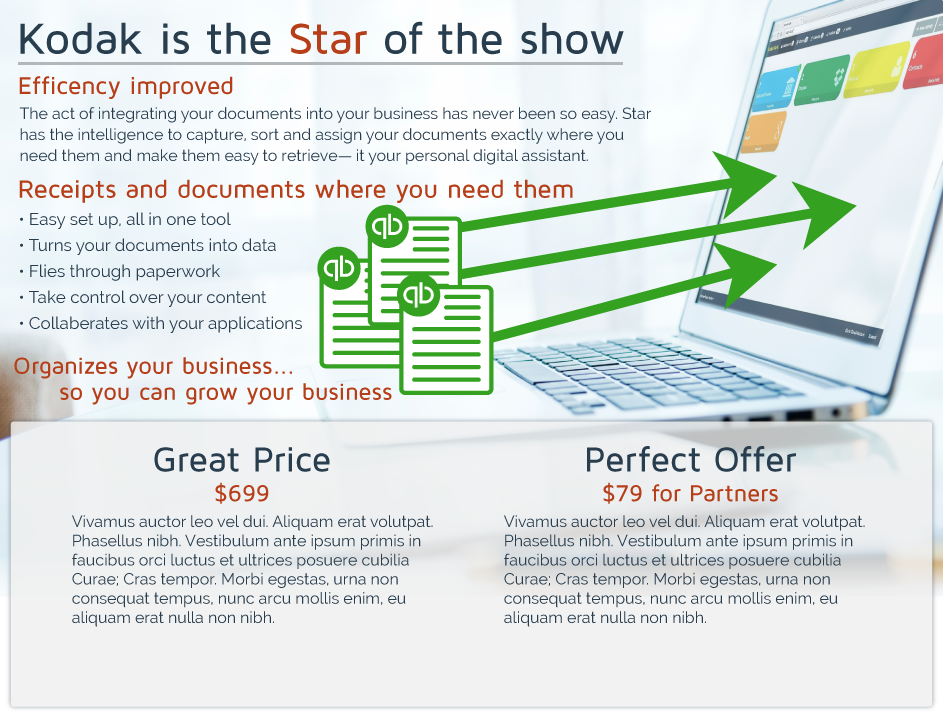 Kodak is the Star of the show
Efficency improved
The act of integrating your documents into your business has never been so easy. Star
has the intelligence to capture, sort and assign your documents exactly where you
need them and make them easy to retrieve— it your personal digital assistant.
Receipts and documents where you need them
• Easy set up, all in one tool
• Turns your documents into data
• Flies through paperwork
• Take control over your content
• Collaberates with your applications
qb
qb
qb
Organizes your business...
so you can grow your business
Great Price
$699
Vivamus auctor leo vel dui. Aliquam erat volutpat.
Phasellus nibh. Vestibulum ante ipsum primis in
faucibus orci luctus et ultrices posuere cubilia
Curae; Cras tempor. Morbi egestas, urna non
consequat tempus, nunc arcu mollis enim, eu
aliquam erat nulla non nibh.
Perfect Offer
$79 for Partners
Vivamus auctor leo vel dui. Aliquam erat volutpat.
Phasellus nibh. Vestibulum ante ipsum primis in
faucibus orci luctus et ultrices posuere cubilia
Curae; Cras tempor. Morbi egestas, urna non
consequat tempus, nunc arcu mollis enim, eu
aliquam erat nulla non nibh.